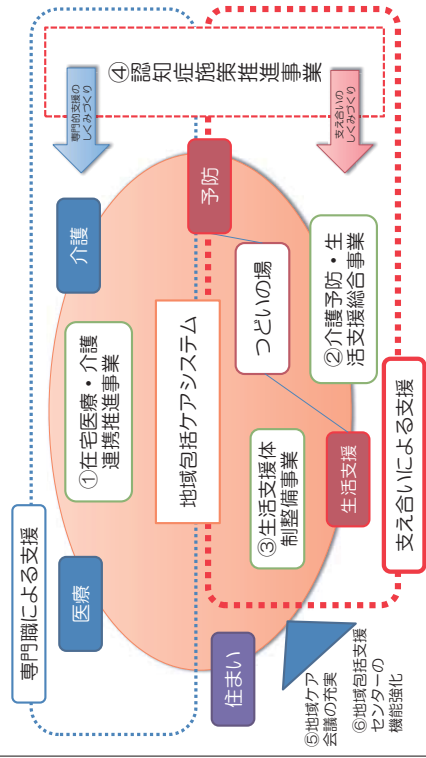 専門職による支援
医療
介護
①在宅医療・介護
連携推進事業
専門的支援の
しくみづくり
④認知症施策推進事業
地域包括ケアシステム
予防
住まい
つどいの場
③生活支援体
制整備事業
②介護予防・生
活支援総合事業
支え合いの
しくみづくり
生活支援
支え合いによる支援
⑤地域ケア
会議の充実
⑥地域包括支援
センターの
機能強化